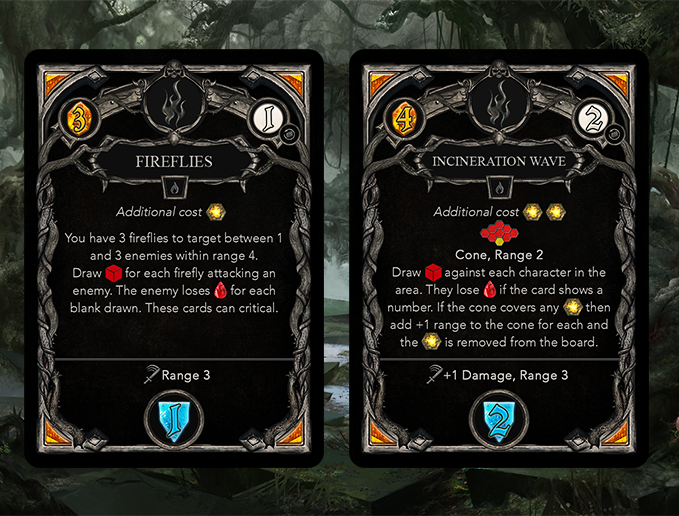 3
1
FIREFLIES
Additional cost
You have 3 fireflies to target between 1
and 3 enemies within range 4.
Draw for each firefly attacking an
enemy. The enemy loses for each
blank drawn. These cards can critical.
Range 3
1
4
2
INCINERATION WAVE
Additional cost
Cone, Range 2
Draw against each character in the
area. They lose if the card shows a
number. If the cone covers any then
add +1 range to the cone for each and
the is removed from the board.
+1 Damage, Range 3
2